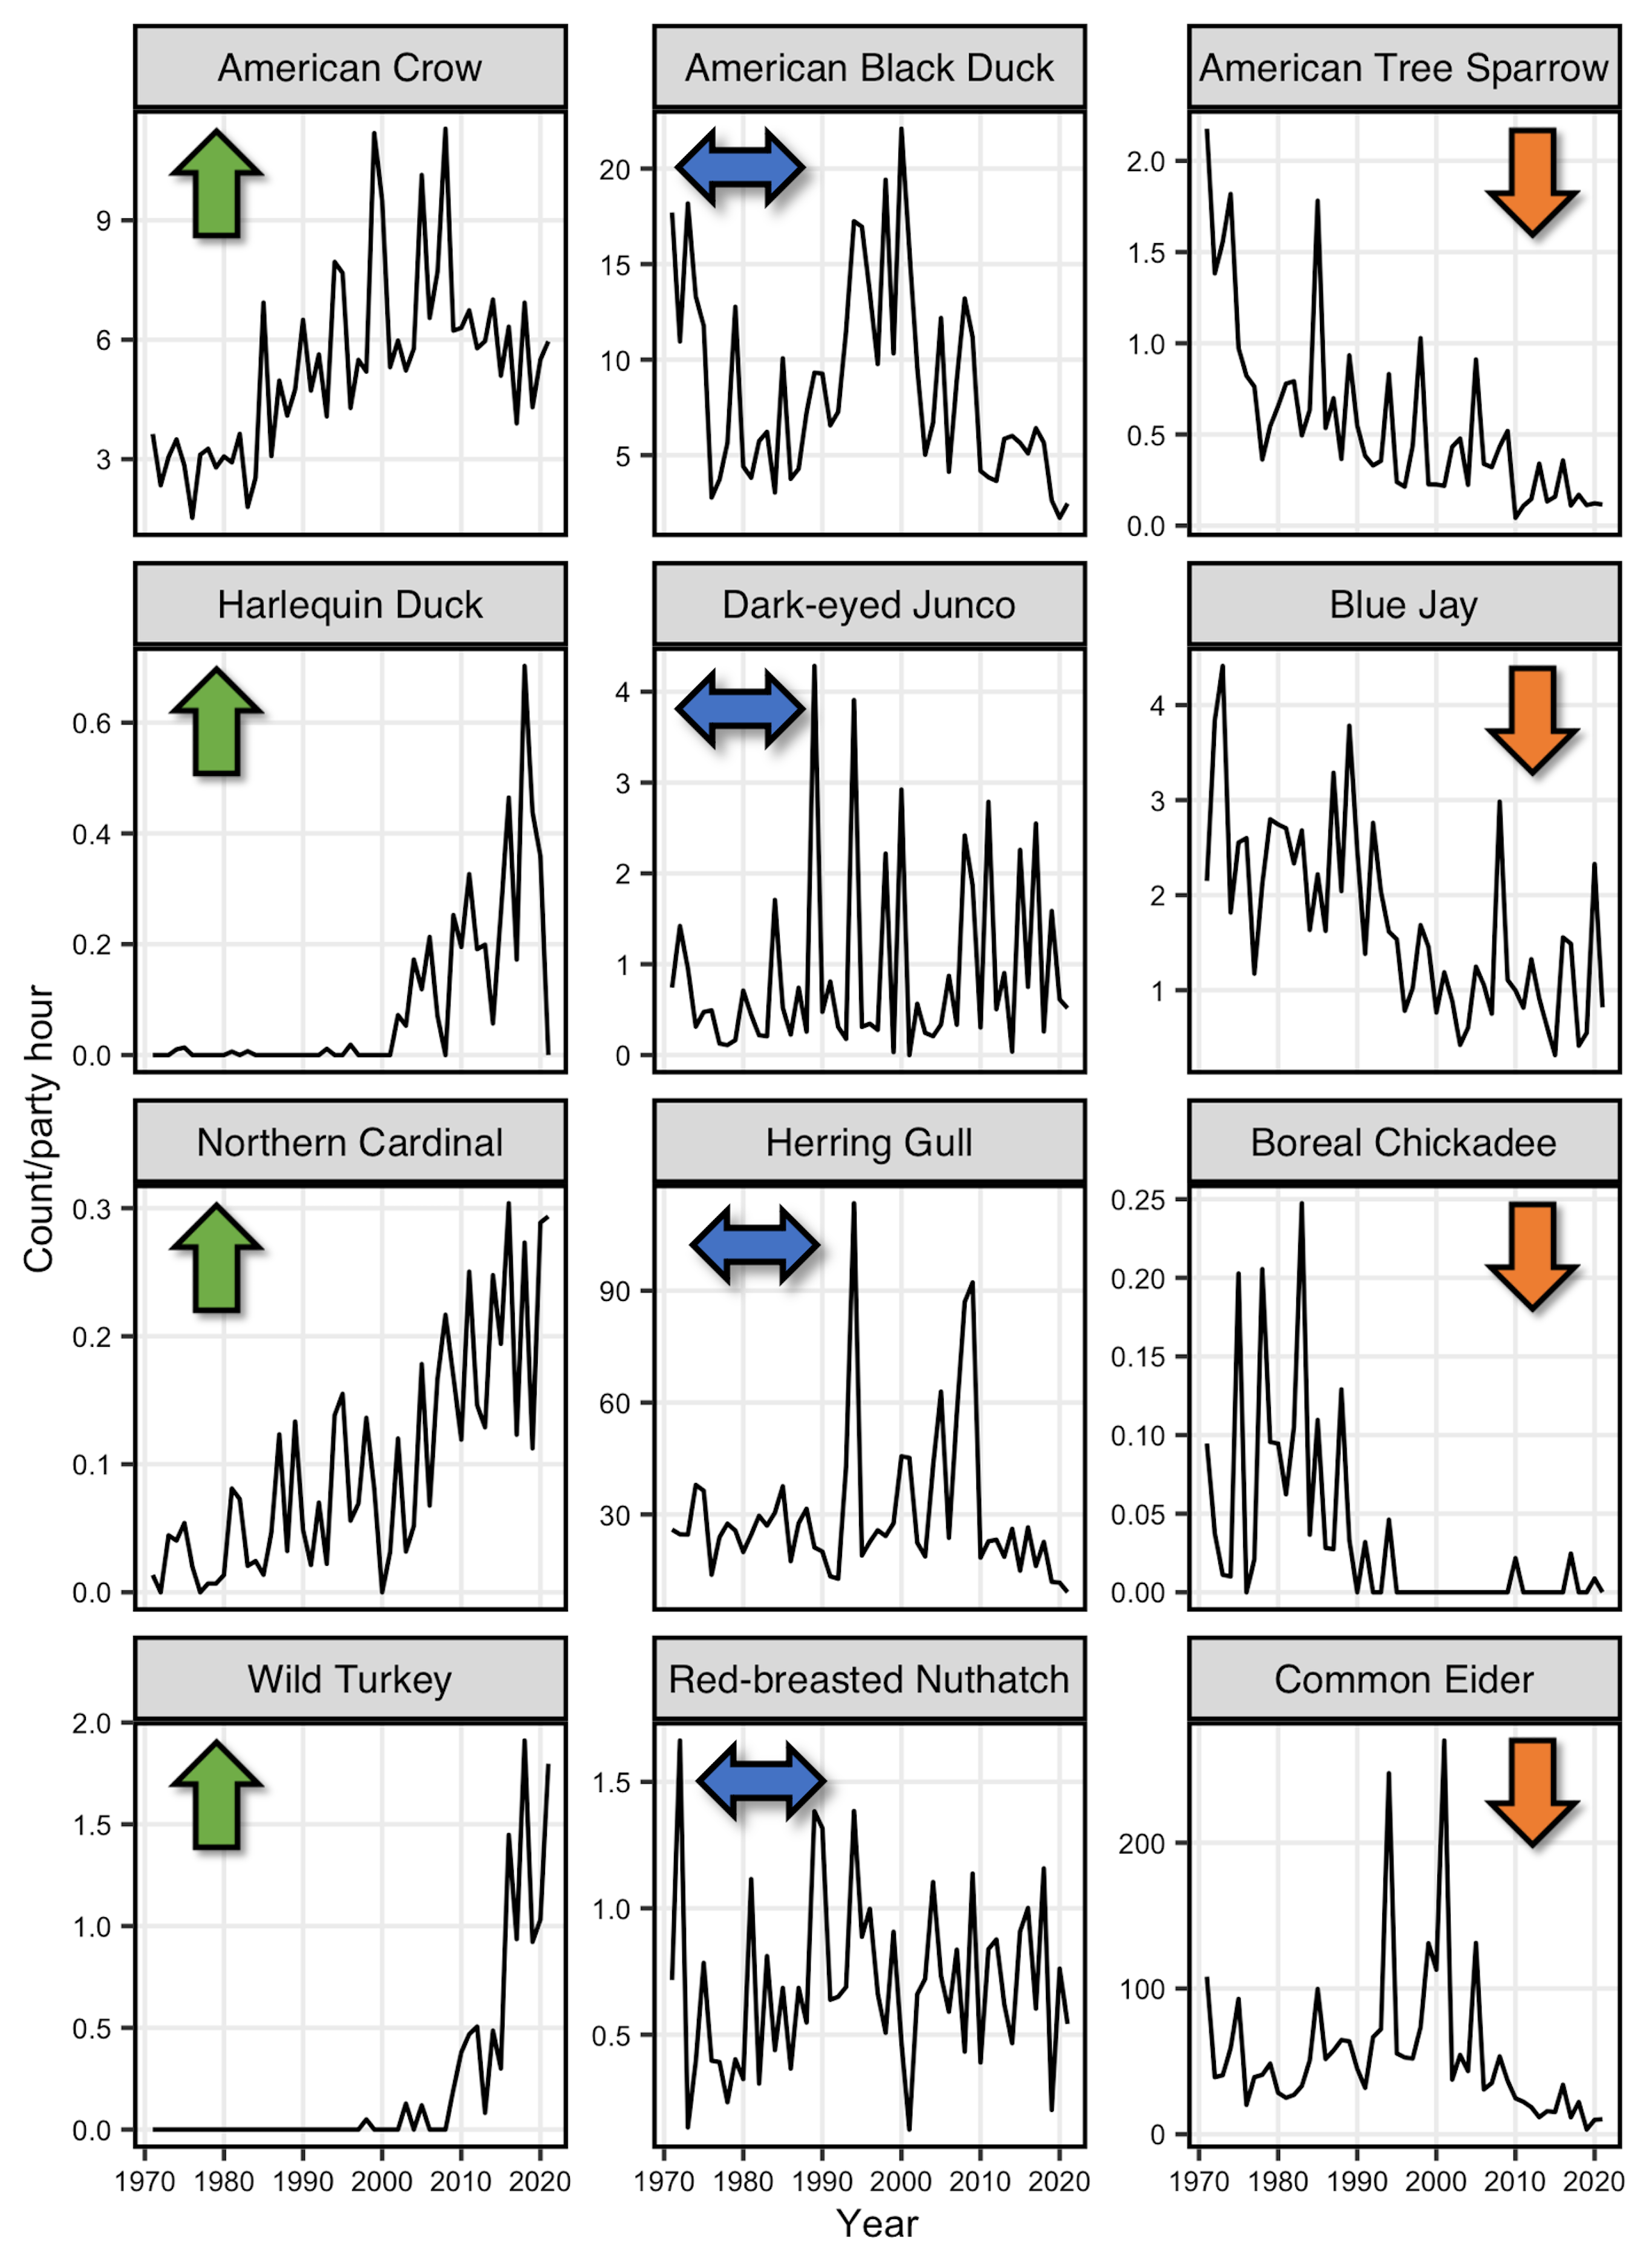 American Crow
American Black Duck
American Tree Sparrow
9
6
3
20
15
10
5
2.0
1.5
1.0
0.5
0.0
Harlequin Duck
Dark-eyed Junco
Blue Jay
0.6
0.4
0.2
0.0
4
3
2
1
0
4
3
2
1
Count/party hour
Northern Cardinal
Herring Gull
Boreal Chickadee
0.3
0.2
0.1
0.0
90
60
30
0.25
0.20
0.15
0.10
0.05
0.00
Wild Turkey
Red-breasted Nuthatch
Common Eider
2.0
1.5
1.0
0.5
0.0
1.5
1.0
0.5
200
100
0
1970 1980 1990 2000 2010 2020
1970 1980 1990 2000 2010 2020
1970 1980 1990 2000 2010 2020
Year